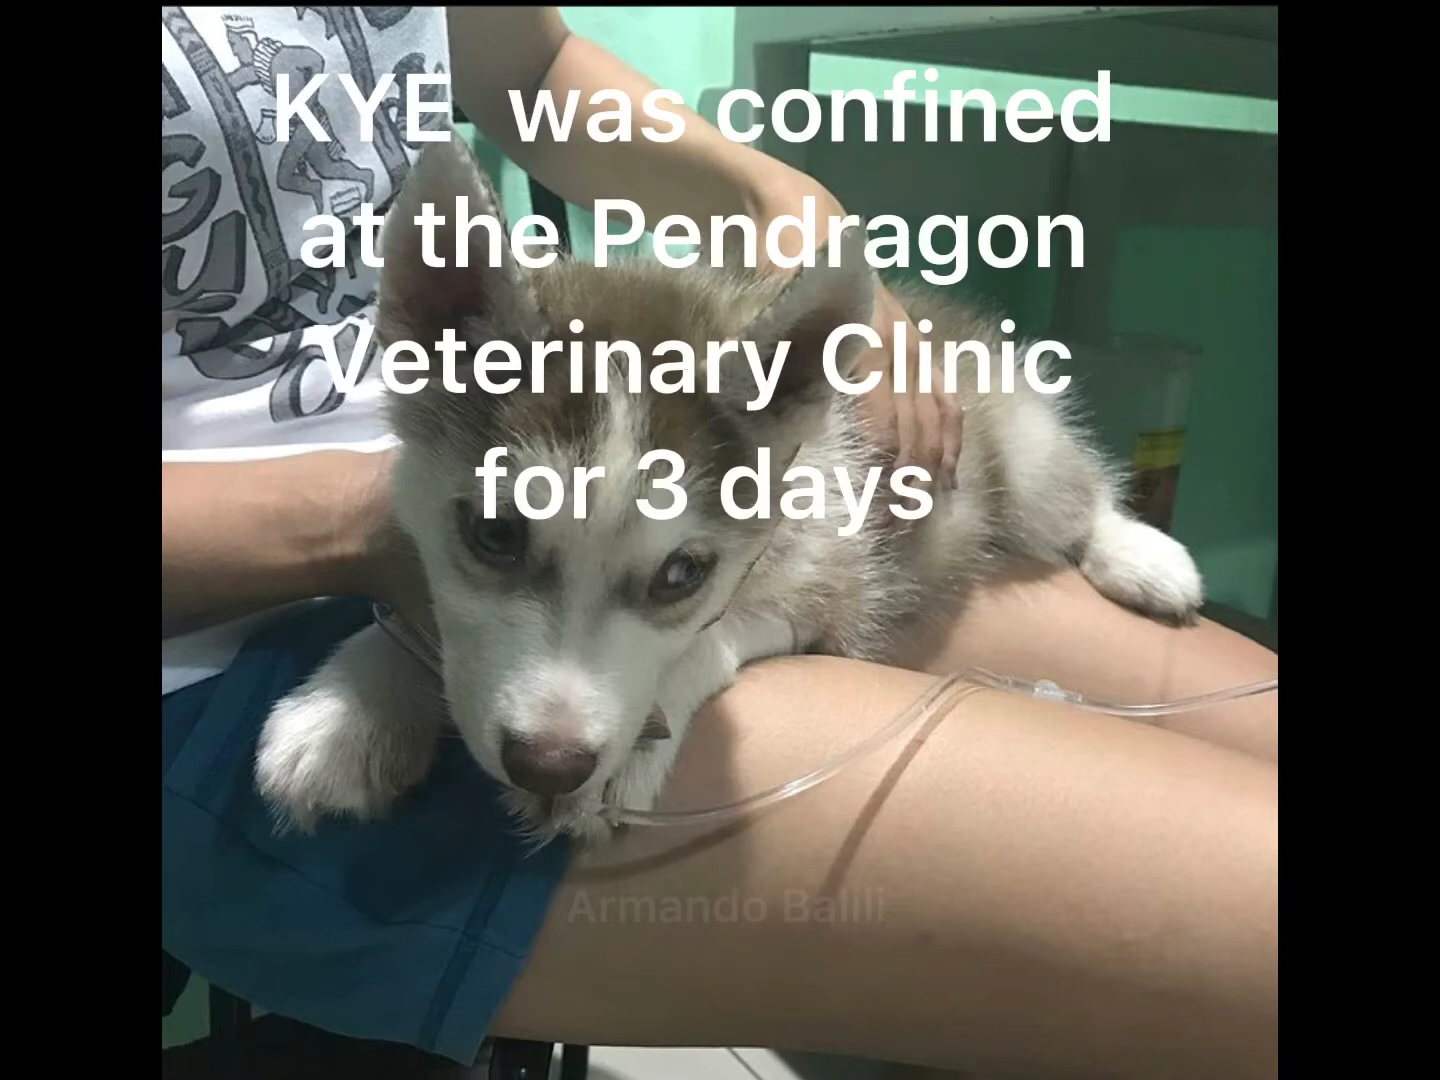 KYE was confined
at the Pendragon
Veterinary Clinic
for 3 days
Armando Balili